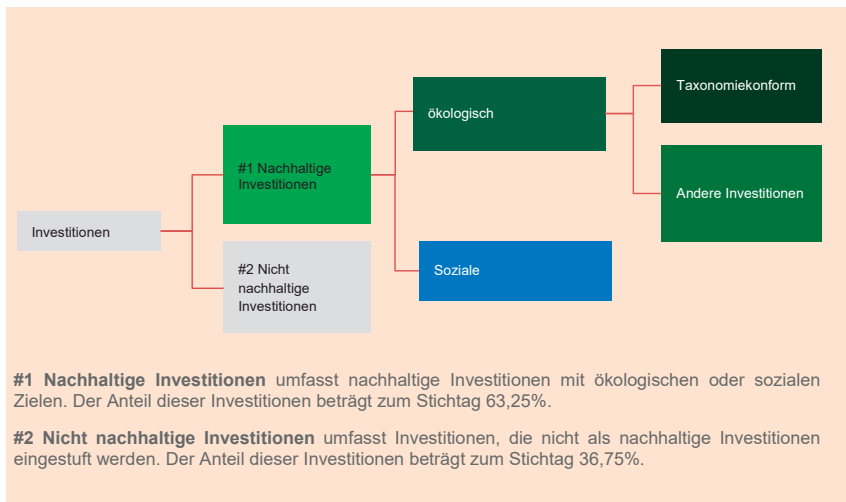 Taxonomiekonform
ökologisch
#1 Nachhaltige
Investitionen
Andere Investitionen
Investitionen
#2 Nicht
nachhaltige
Investitionen
Soziale
#1 Nachhaltige Investitionen umfasst nachhaltige Investitionen mit ökologischen oder sozialen
Zielen. Der Anteil dieser Investitionen beträgt zum Stichtag 63,25%.
#2 Nicht nachhaltige Investitionen umfasst Investitionen, die nicht als nachhaltige Investitionen
eingestuft werden. Der Anteil dieser Investitionen beträgt zum Stichtag 36,75%.